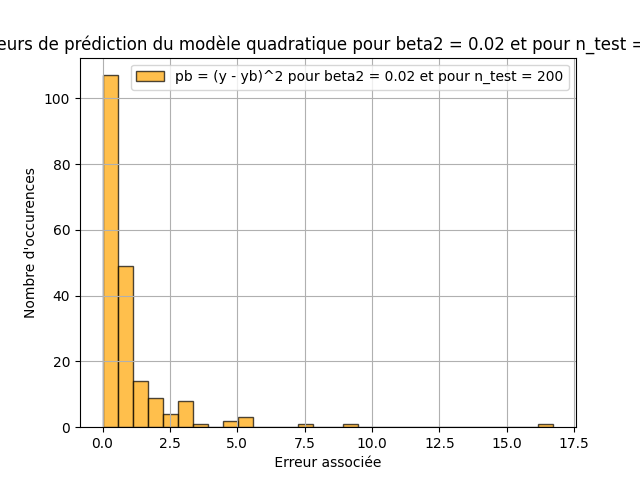 eurs de prédiction du modèle quadratique pour beta2 = 0.02 et pour n_test =
pb = (y - yb)^2 pour beta2 = 0.02 et pour n_test = 200
100
80
60
40
20
0
Nombre d'occurences
0.0 2.5 5.0 7.5 10.0 12.5 15.0 17.5
Erreur associée